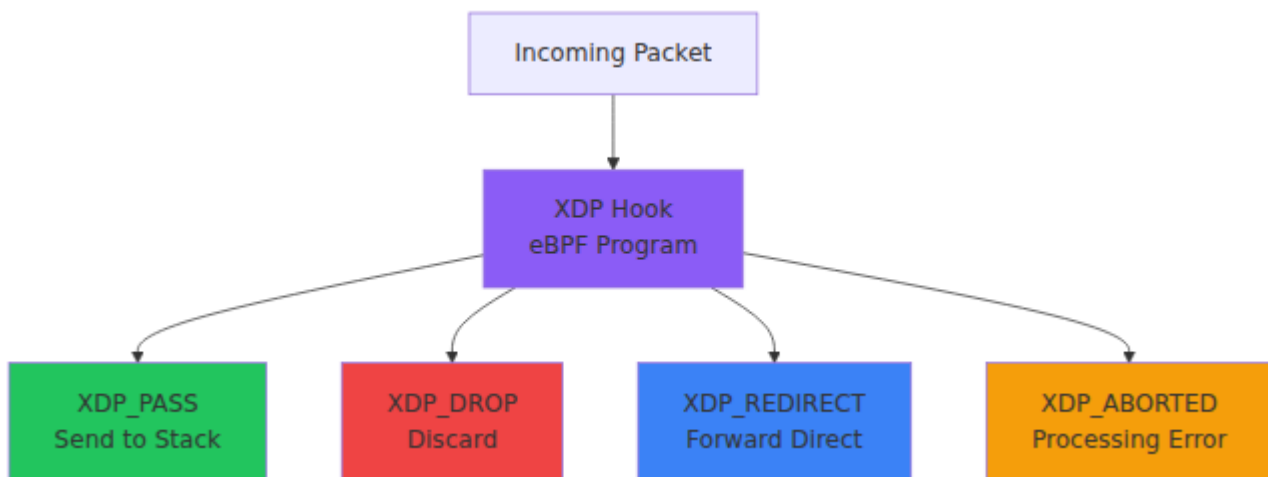 Incoming Packet
XDP Hook
eBPF Program
XDP_PASS
Send to Stack
XDP_DROP
Discard
XDP_REDIRECT
Forward Direct
XDP_ABORTED
Processing Error